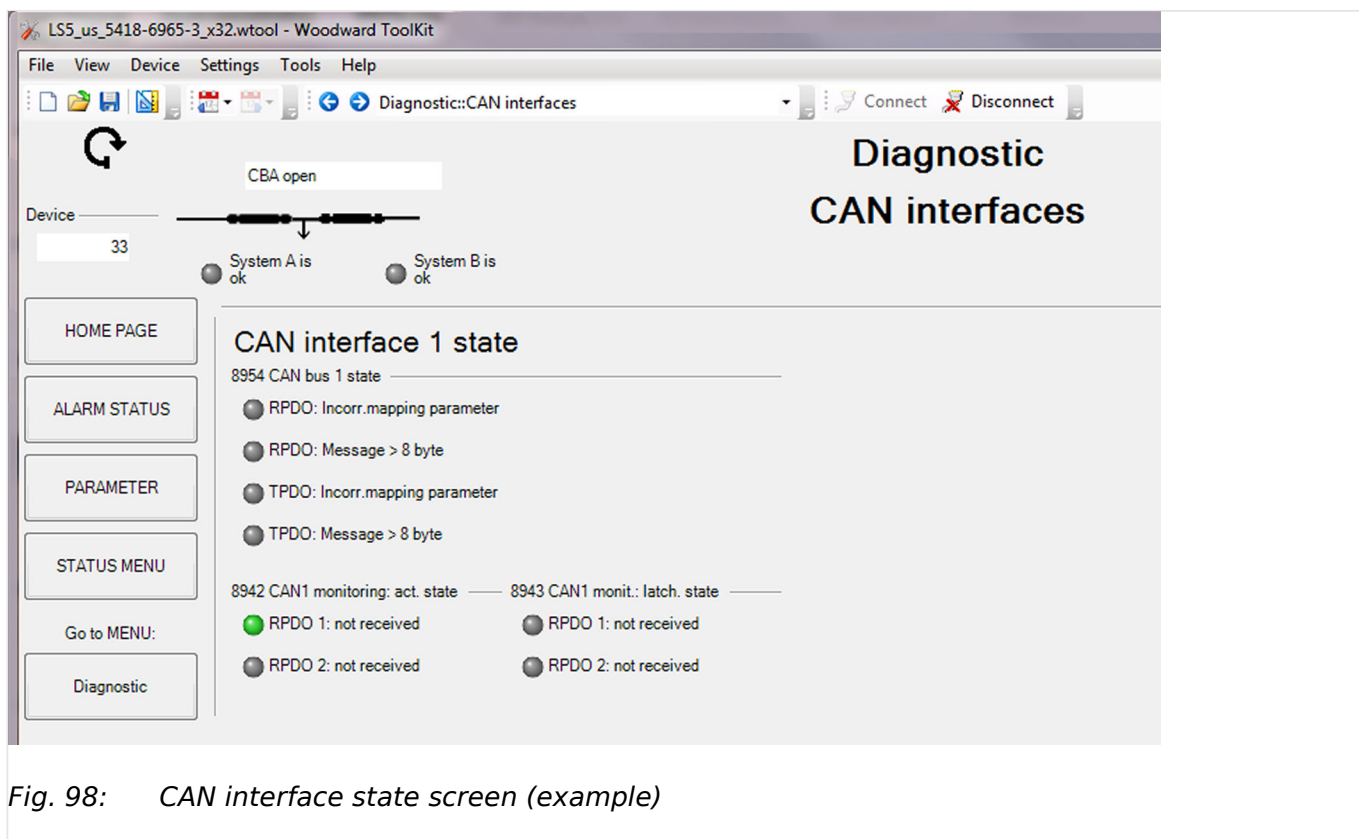 LS5_us_5418-6965-3_x32.wtool - Woodward ToolKit
File View Device Settings Tools Help
Diagnostic::CAN interfaces Connect Disconnect
Diagnostic
CAN interfaces
CBA open
Device
33
System A is ok
System B is ok
HOME PAGE
ALARM STATUS
PARAMETER
STATUS MENU
Go to MENU:
Diagnostic
CAN interface 1 state
8954 CAN bus 1 state
RPDO: Incorr.mapping parameter
RPDO: Message > 8 byte
TPDO: Incorr.mapping parameter
TPDO: Message > 8 byte
8942 CAN1 monitoring: act. state 8943 CAN1 monit.: latch. state
RPDO 1: not received RPDO 1: not received
RPDO 2: not received RPDO 2: not received
Fig. 98: CAN interface state screen (example)